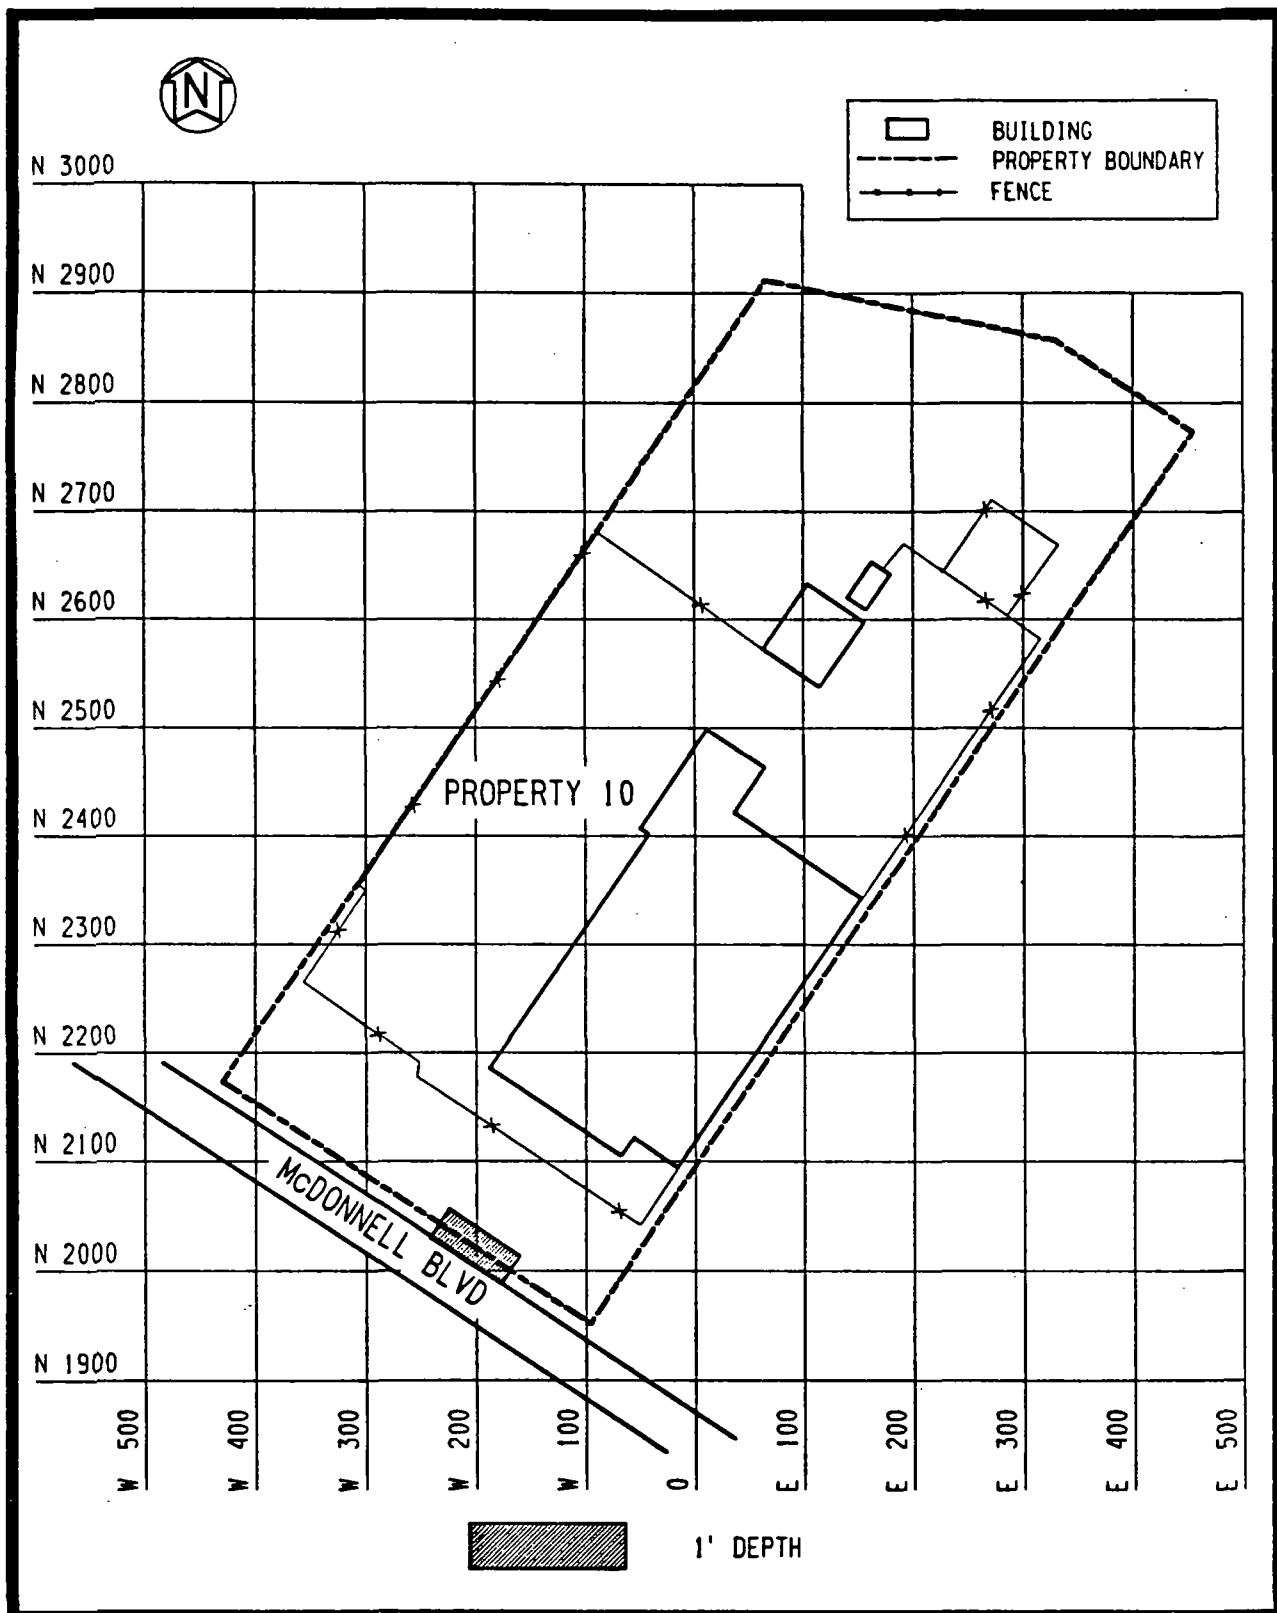 N
BUILDING
PROPERTY BOUNDARY
FENCE
N 3000
N 2900
N 2800
N 2700
N 2600
N 2500
PROPERTY 10
N 2400
N 2300
N 2200
N 2100
McDONNELL BLVD
N 2000
N 1900
W 500
W 400
W 300
W 200
W 100
0
E 100
E 200
E 300
E 400
E 500
1' DEPTH